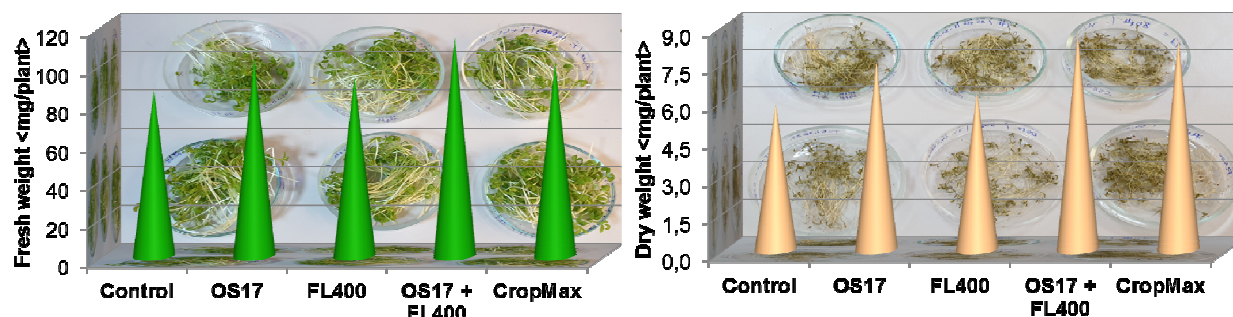 Fresh weight <mg/plant>
120
100
80
60
40
20
0
Control
OS17
FL400
OS17 +
FL400
CropMax
Dry weight <mg/plant>
9,0
7,5
6,0
4,5
3,0
1,5
0,0
Control
OS17
FL400
OS17 +
FL400
CropMax